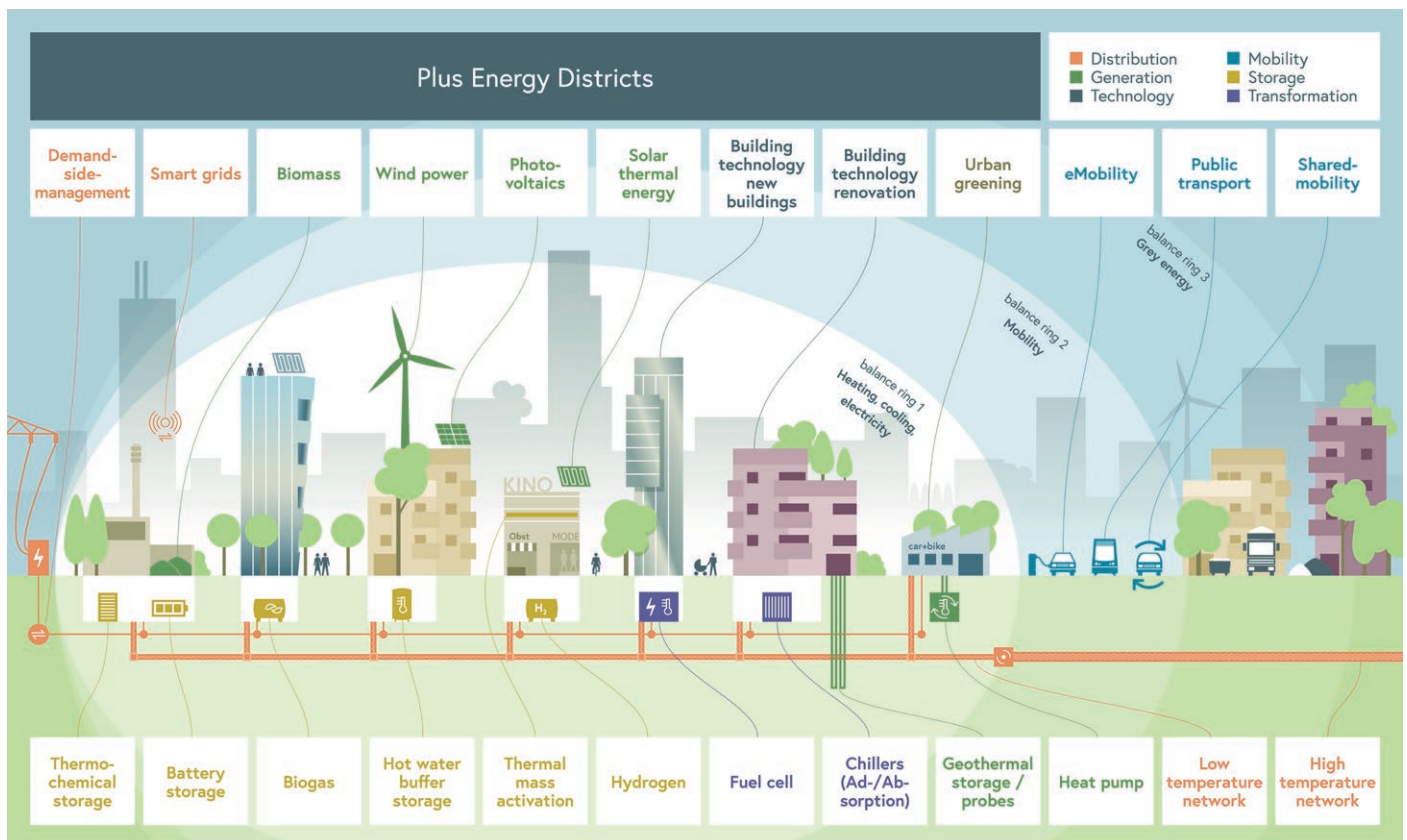 Plus Energy Districts
Distribution
Generation
Technology
Mobility
Storage
Transformation
Demand-
side-
management
Smart grids
Biomass
Wind power
Photo-
voltaics
Solar
thermal
energy
Building
technology
new
buildings
Building
technology
renovation
Urban
greening
eMobility
Public
transport
Shared-
mobility
balance ring 3
Grey energy
balance ring 2
Mobility
balance ring 1
Heating, cooling,
electricity
KINO
Obst
MODE
car+bike
H₂
Thermo-
chemical
storage
Battery
storage
Biogas
Hot water
buffer
storage
Thermal
mass
activation
Hydrogen
Fuel cell
Chillers
(Ad-/Ab-
sorption)
Geothermal
storage /
probes
Heat pump
Low
temperature
network
High
temperature
network